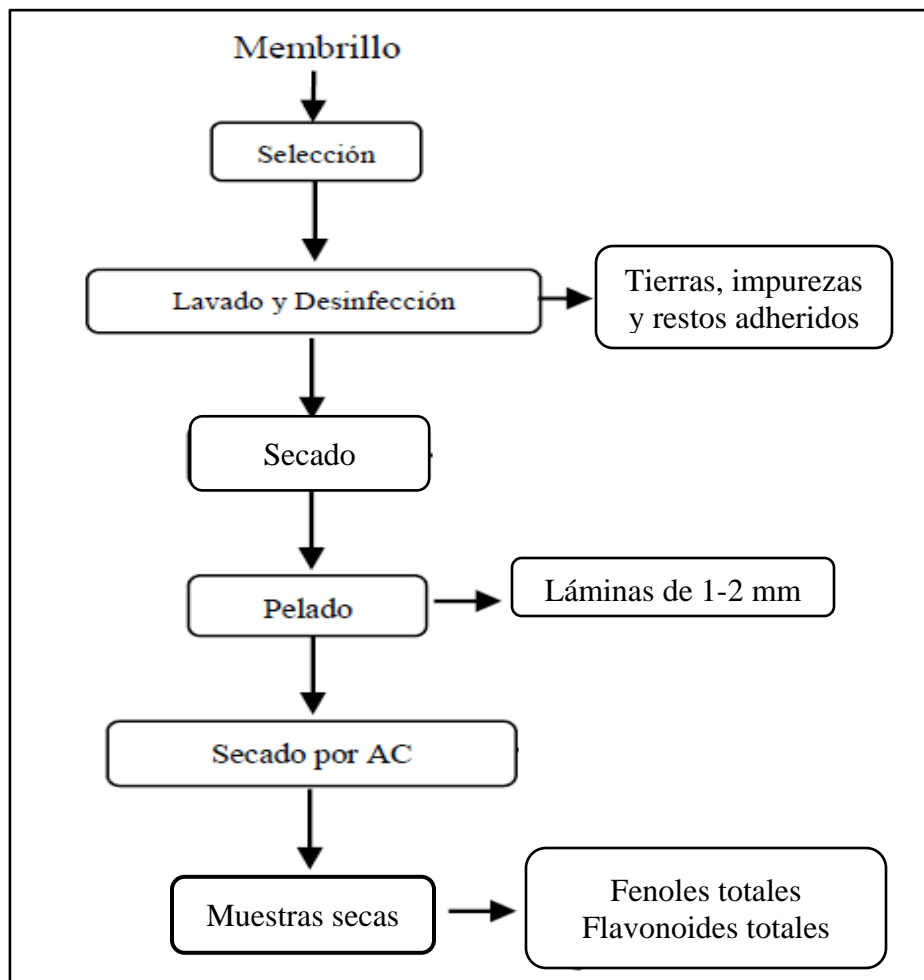 Membrillo
Selección
Lavado y Desinfección
Tierras, impurezas
y restos adheridos
Secado
Pelado
Láminas de 1-2 mm
Secado por AC
Muestras secas
Fenoles totales
Flavonoides totales